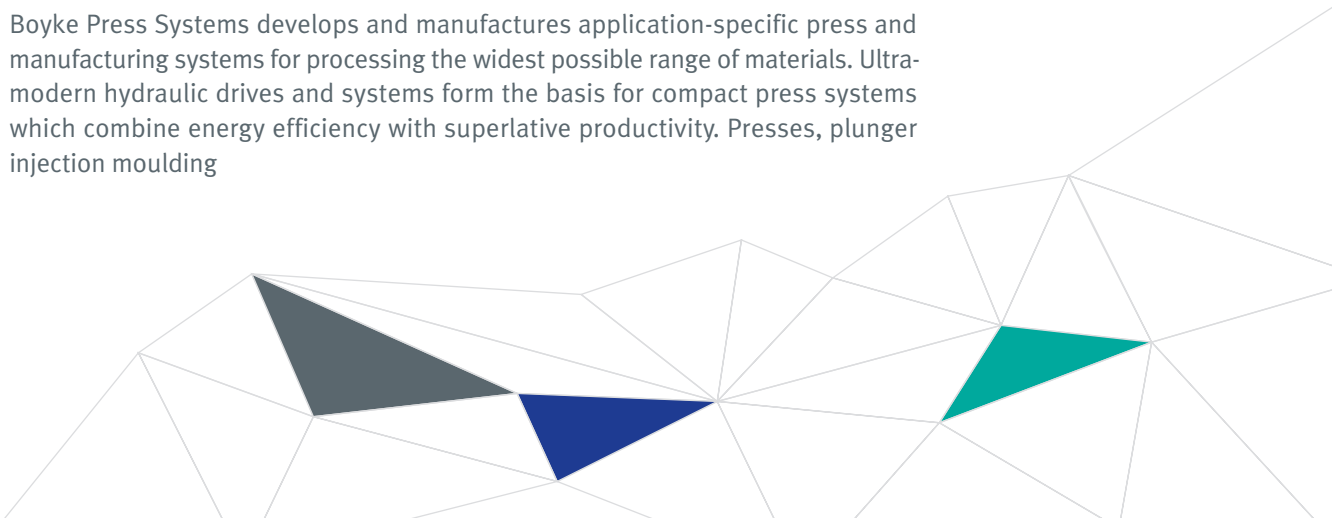 Boyke Press Systems develops and manufactures application-specific press and
manufacturing systems for processing the widest possible range of materials. Ultra-
modern hydraulic drives and systems form the basis for compact press systems
which combine energy efficiency with superlative productivity. Presses, plunger
injection moulding